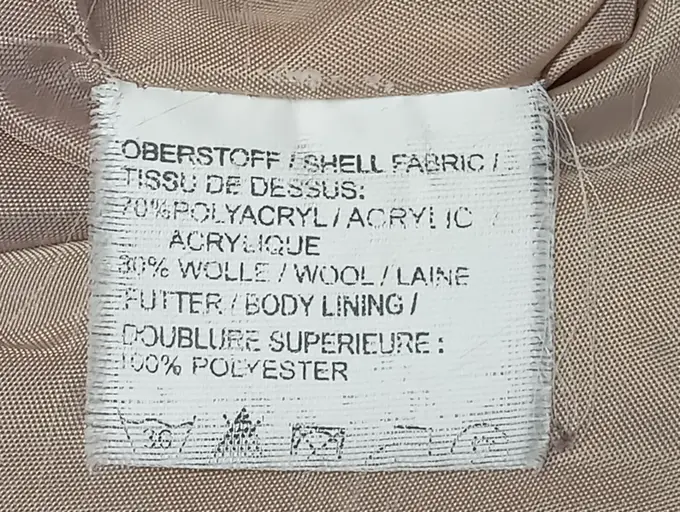 OBERSTOFF / SHELL FABRIC /
TISSU DE DESSUS:
70% POLYACRYL / ACRYLIC /
ACRYLIQUE
30% WOLLE / WOOL / LAINE
FUTTER / BODY LINING /
DOUBLURE SUPERIEURE :
100% POLYESTER
30